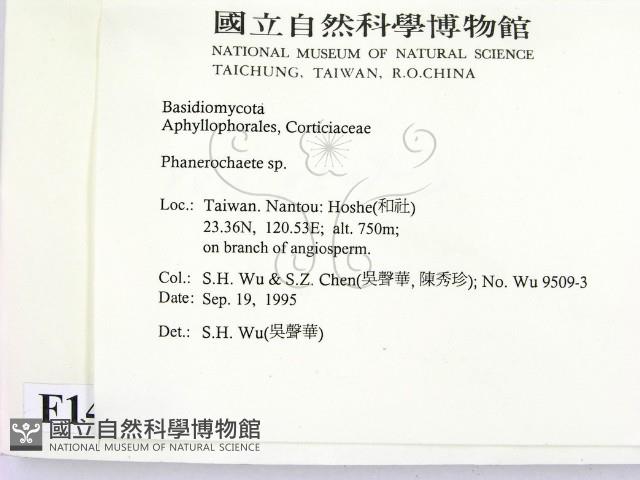 國立自然科學博物館
NATIONAL MUSEUM OF NATURAL SCIENCE
TAICHUNG, TAIWAN, R.O.CHINA
Basidiomycota
Aphyllophorales, Corticiaceae
Phanerochaete sp.
Loc.: Taiwan. Nantou: Hoshe(和社)
23.36N, 120.53E; alt. 750m;
on branch of angiosperm.
Col.: S.H. Wu & S.Z. Chen(吳聲華, 陳秀珍); No. Wu 9509-3
Date: Sep. 19, 1995
Det.: S.H. Wu(吳聲華)
F14
國立自然科學博物館
NATIONAL MUSEUM OF NATURAL SCIENCE